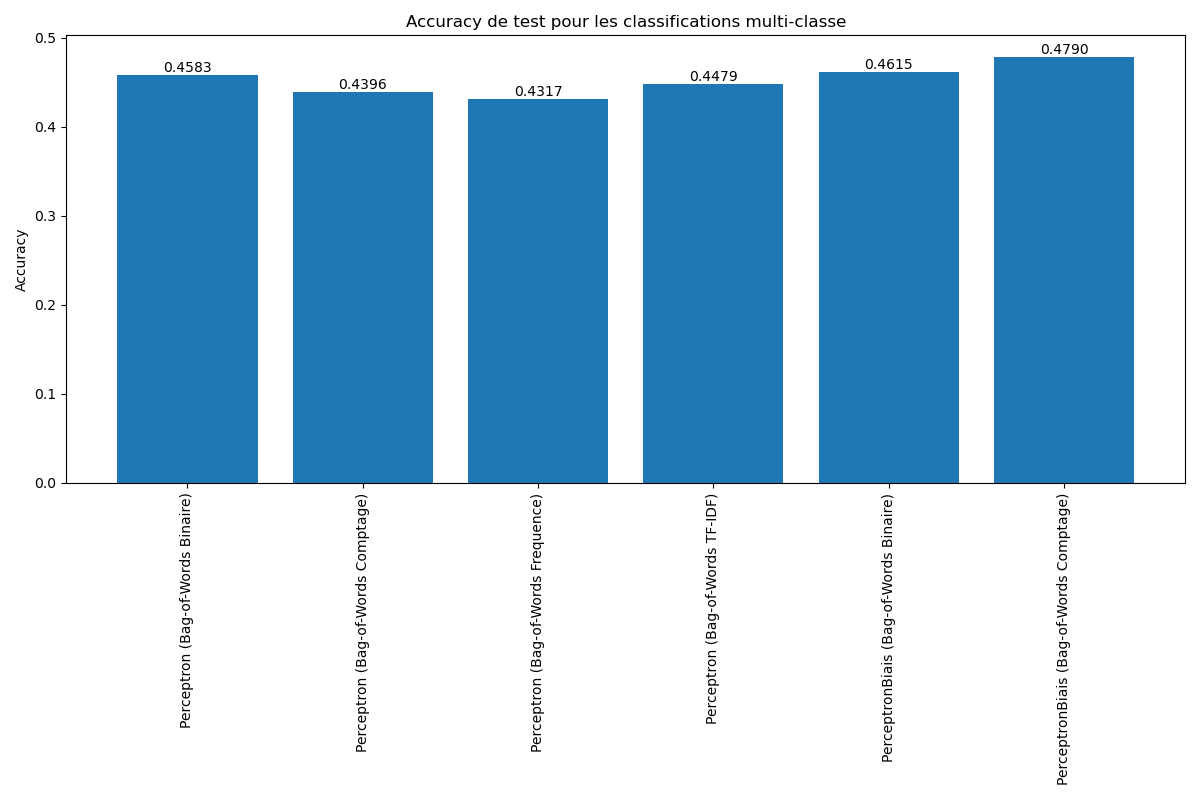 Accuracy de test pour les classifications multi-classe
0.5
0.4
0.3
0.2
0.1
0.0
Accuracy
0.4583
0.4396
0.4317
0.4479
0.4615
0.4790
Perceptron (Bag-of-Words Binaire)
Perceptron (Bag-of-Words Comptage)
Perceptron (Bag-of-Words Frequence)
Perceptron (Bag-of-Words TF-IDF)
PerceptronBiais (Bag-of-Words Binaire)
PerceptronBiais (Bag-of-Words Comptage)